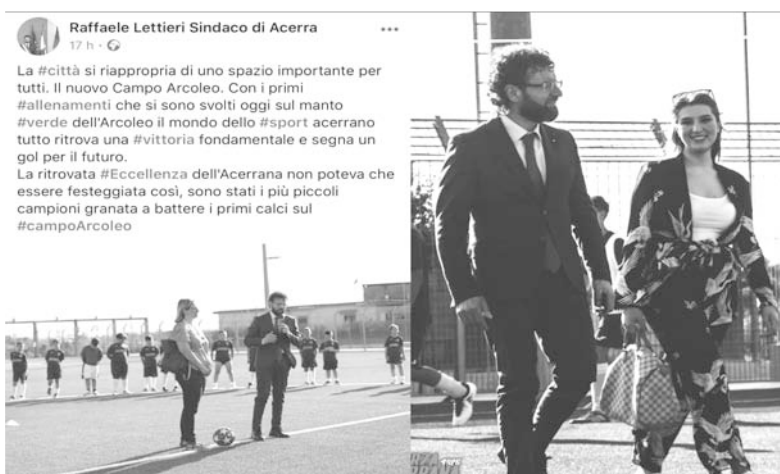 Raffaele Lettieri Sindaco di Acerra
17 h ·
La #città si riappropria di uno spazio importante per
tutti. Il nuovo Campo Arcoleo. Con i primi
#allenamenti che si sono svolti oggi sul manto
#verde dell'Arcoleo il mondo dello #sport acerrano
tutto ritrova una #vittoria fondamentale e segna un
gol per il futuro.
La ritrovata #Eccellenza dell'Acerrana non poteva che
essere festeggiata così, sono stati i più piccoli
campioni granata a battere i primi calci sul
#campoArcoleo